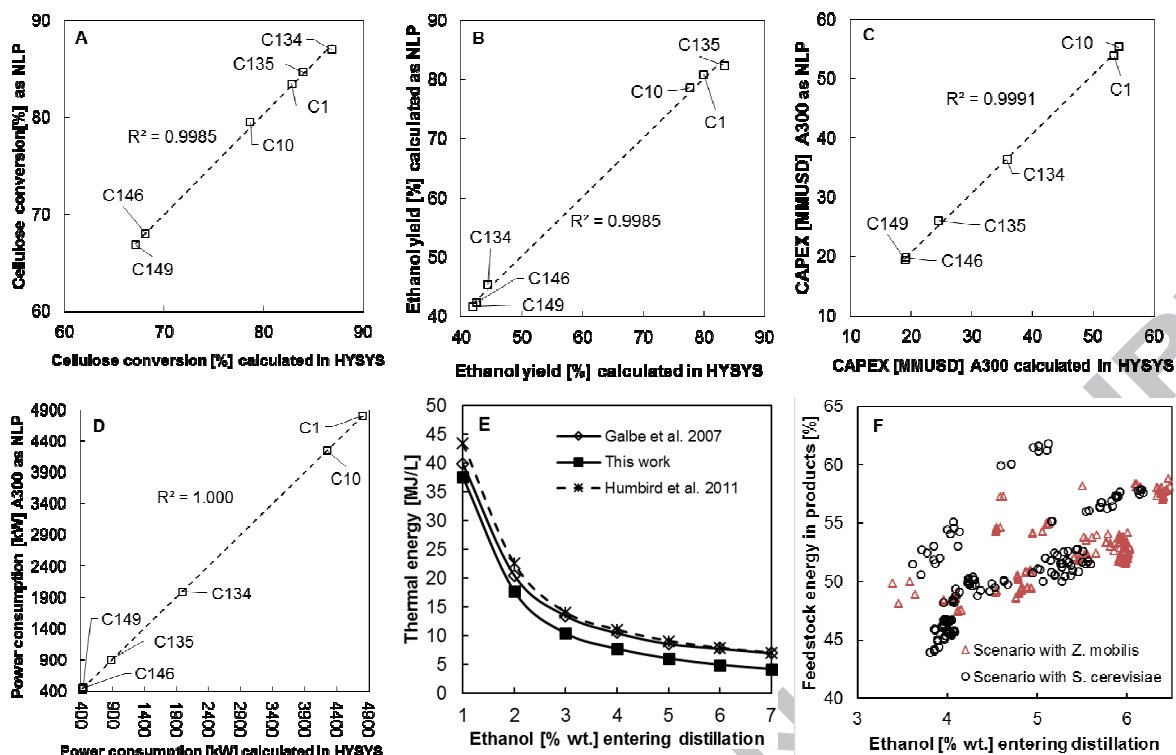 A
90
80
70
60
60
70
80
90
C134
C135
C1
C10
R² = 0.9985
C146
C149
Cellulose conversion[%] as NLP
Cellulose conversion [%] calculated in HYSYS
B
90
80
70
60
50
40
40
50
60
70
80
90
C135
C10
C1
R² = 0.9985
C134
C146
C149
Ethanol yield [%] calculated as NLP
Ethanol yield [%] calculated in HYSYS
C
60
50
40
30
20
10
10
20
30
40
50
60
C10
C1
R² = 0.9991
C134
C135
C149
C146
CAPEX [MMUSD] A300 as NLP
CAPEX [MMUSD] A300 calculated in HYSYS
D
4900
4400
3900
3400
2900
2400
1900
1400
900
400
400
900
1400
1900
2400
2900
3400
3900
4400
4900
C1
C10
R² = 1.000
C134
C149
C135
C146
Power consumption [kW] A300 as NLP
Power consumption [kW] calculated in HYSYS
E
50
45
40
35
30
25
20
15
10
5
0
1
2
3
4
5
6
7
Galbe et al. 2007
This work
Humbird et al. 2011
Thermal energy [MJ/L]
Ethanol [% wt.] entering distillation
F
65
60
55
50
45
40
3
4
5
6
Scenario with Z. mobilis
Scenario with S. cerevisiae
Feedstock energy in products [%]
Ethanol [% wt.] entering distillation